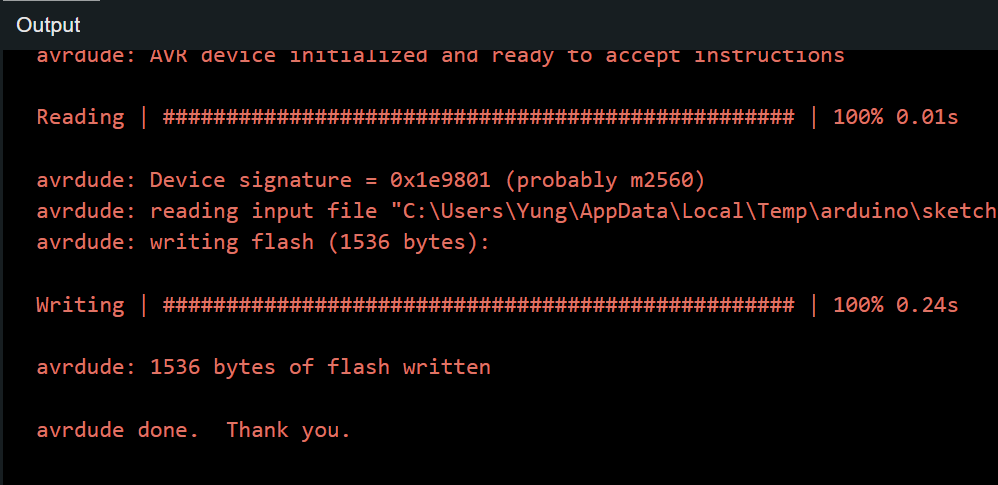 Output
avrdude: AVR device initialized and ready to accept instructions
Reading | ################################################## | 100% 0.01s
avrdude: Device signature = 0x1e9801 (probably m2560)
avrdude: reading input file "C:\Users\Yung\AppData\Local\Temp\arduino\sketch
avrdude: writing flash (1536 bytes):
Writing | ################################################## | 100% 0.24s
avrdude: 1536 bytes of flash written
avrdude done.  Thank you.